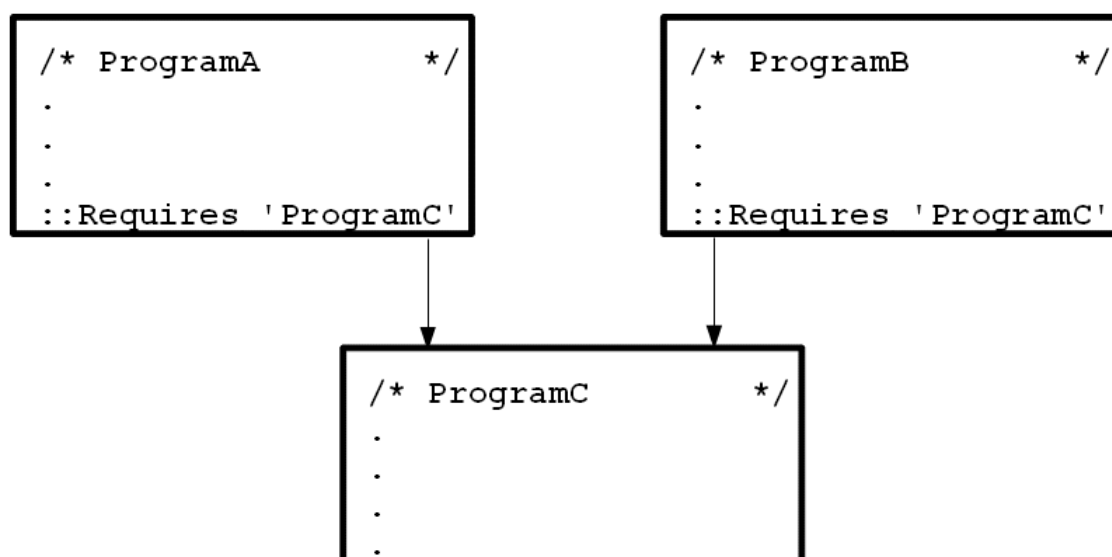 /* ProgramA */
.
.
.
::Requires 'ProgramC'
/* ProgramB */
.
.
.
::Requires 'ProgramC'
/* ProgramC */
.
.
.
.